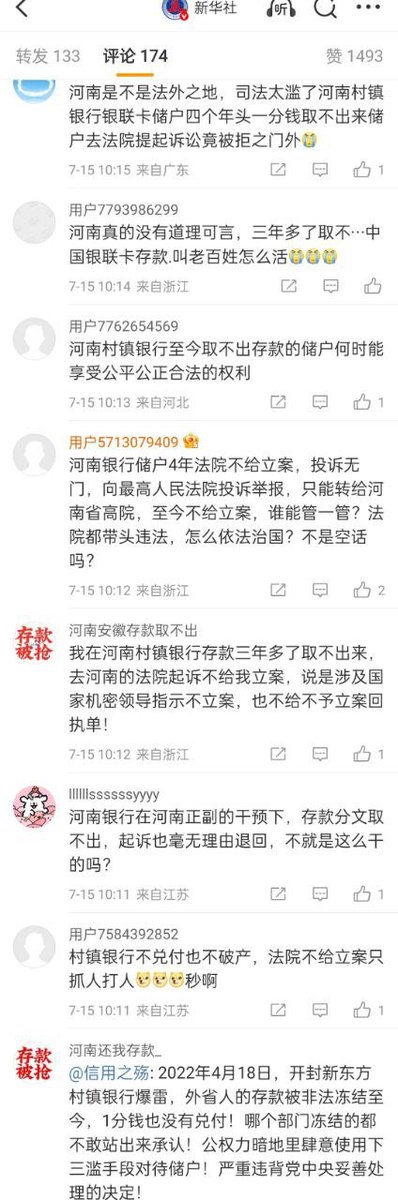 新华社
听
转发 133 评论 174 赞 1493
河南是不是法外之地，司法太滥了河南村镇
银行银联卡储户四个年头一分钱取不出来储
户去法院提起诉讼竟被拒之门外😭
7-15 10:15 来自广东 1
用户7793986299
河南真的没有道理可言，三年多了取不…中
国银联卡存款.叫老百姓怎么活😭😭😭
7-15 10:14 来自浙江
用户7762654569
河南村镇银行至今取不出存款的储户何时能
享受公平公正合法的权利
7-15 10:13 来自河北 1
用户5713079409
河南银行储户4年法院不给立案，投诉无
门，向最高人民法院投诉举报，只能转给河
南省高院，至今不给立案，谁能管一管？法
院都带头违法，怎么依法治国？不是空话
吗？
7-15 10:12 来自浙江 2
存款
被抢
河南安徽存款取不出
我在河南村镇银行存款三年多了取不出来，
去河南的法院起诉不给我立案，说是涉及国
家机密领导指示不立案，也不给不予立案回
执单！
7-15 10:12 来自浙江 1
llllllssssssyyyy
河南银行在河南正副的干预下，存款分文取
不出，起诉也毫无理由退回，不就是这么干
的吗？
7-15 10:11 来自江苏 1
用户7584392852
村镇银行不兑付也不破产，法院不给立案只
抓人打人🐶🐶🐶秒啊
7-15 10:11 来自江苏 1
存款
被抢
河南还我存款_
@信用之殇: 2022年4月18日，开封新东方
村镇银行爆雷，外省人的存款被非法冻结至
今，1分钱也没有兑付！哪个部门冻结的都
不敢站出来承认！公权力暗地里肆意使用下
三滥手段对待储户！严重违背党中央妥善处
理的决定！